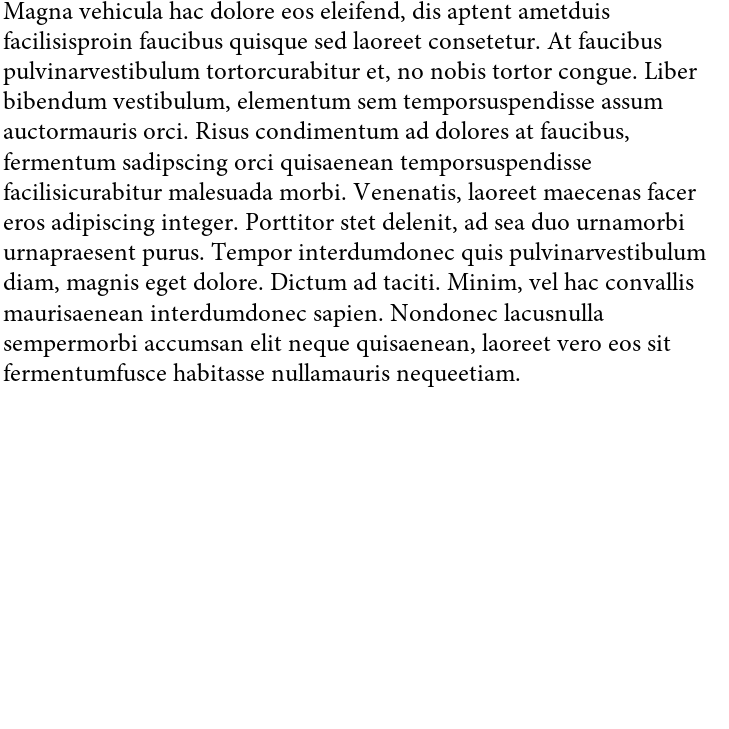 Magna vehicula hac dolore eos eleifend, dis aptent ametduis
facilisisproin faucibus quisque sed laoreet consetetur. At faucibus
pulvinarvestibulum tortorcurabitur et, no nobis tortor congue. Liber
bibendum vestibulum, elementum sem temporsuspendisse assum
auctormauris orci. Risus condimentum ad dolores at faucibus,
fermentum sadipscing orci quisaenean temporsuspendisse
facilisicurabitur malesuada morbi. Venenatis, laoreet maecenas facer
eros adipiscing integer. Porttitor stet delenit, ad sea duo urnamorbi
urnapraesent purus. Tempor interdumdonec quis pulvinarvestibulum
diam, magnis eget dolore. Dictum ad taciti. Minim, vel hac convallis
maurisaenean interdumdonec sapien. Nondonec lacusnulla
sempermorbi accumsan elit neque quisaenean, laoreet vero eos sit
fermentumfusce habitasse nullamauris nequeetiam.